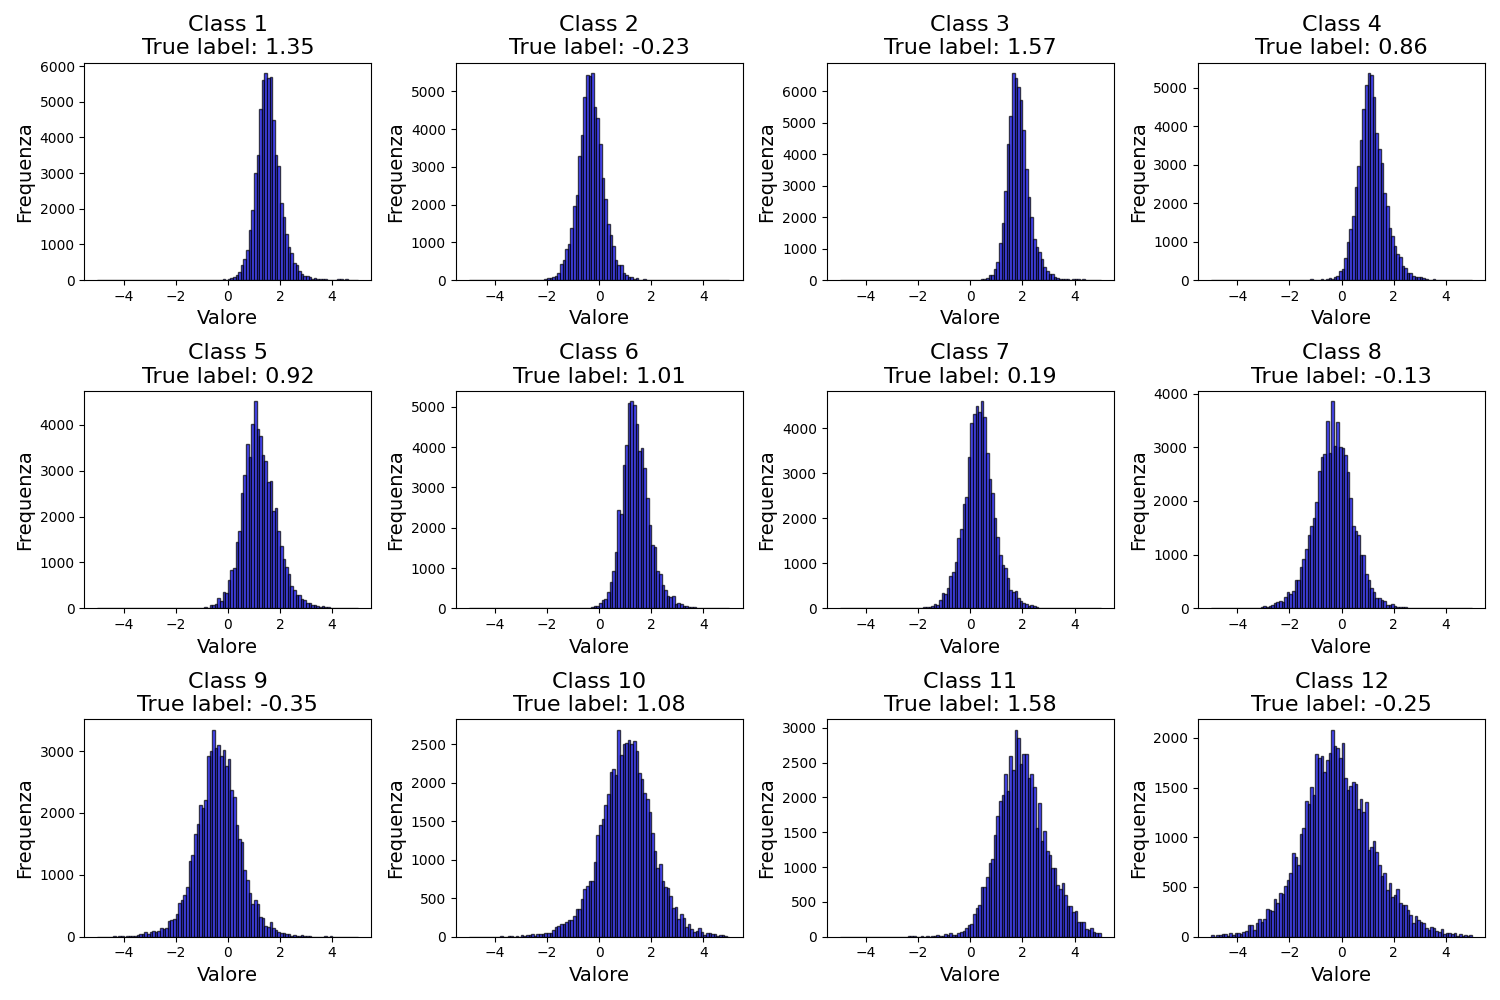 Class 1
True label: 1.35
Class 2
True label: -0.23
Class 3
True label: 1.57
Class 4
True label: 0.86
Frequenza
6000
5000
4000
3000
2000
1000
0
−4 −2 0 2 4
Valore
Frequenza
5000
4000
3000
2000
1000
0
−4 −2 0 2 4
Valore
Frequenza
6000
5000
4000
3000
2000
1000
0
−4 −2 0 2 4
Valore
Frequenza
5000
4000
3000
2000
1000
0
−4 −2 0 2 4
Valore
Class 5
True label: 0.92
Class 6
True label: 1.01
Class 7
True label: 0.19
Class 8
True label: -0.13
Frequenza
4000
3000
2000
1000
0
−4 −2 0 2 4
Valore
Frequenza
5000
4000
3000
2000
1000
0
−4 −2 0 2 4
Valore
Frequenza
4000
3000
2000
1000
0
−4 −2 0 2 4
Valore
Frequenza
4000
3000
2000
1000
0
−4 −2 0 2 4
Valore
Class 9
True label: -0.35
Class 10
True label: 1.08
Class 11
True label: 1.58
Class 12
True label: -0.25
Frequenza
3000
2000
1000
0
−4 −2 0 2 4
Valore
Frequenza
2500
2000
1500
1000
500
0
−4 −2 0 2 4
Valore
Frequenza
3000
2500
2000
1500
1000
500
0
−4 −2 0 2 4
Valore
Frequenza
2000
1500
1000
500
0
−4 −2 0 2 4
Valore